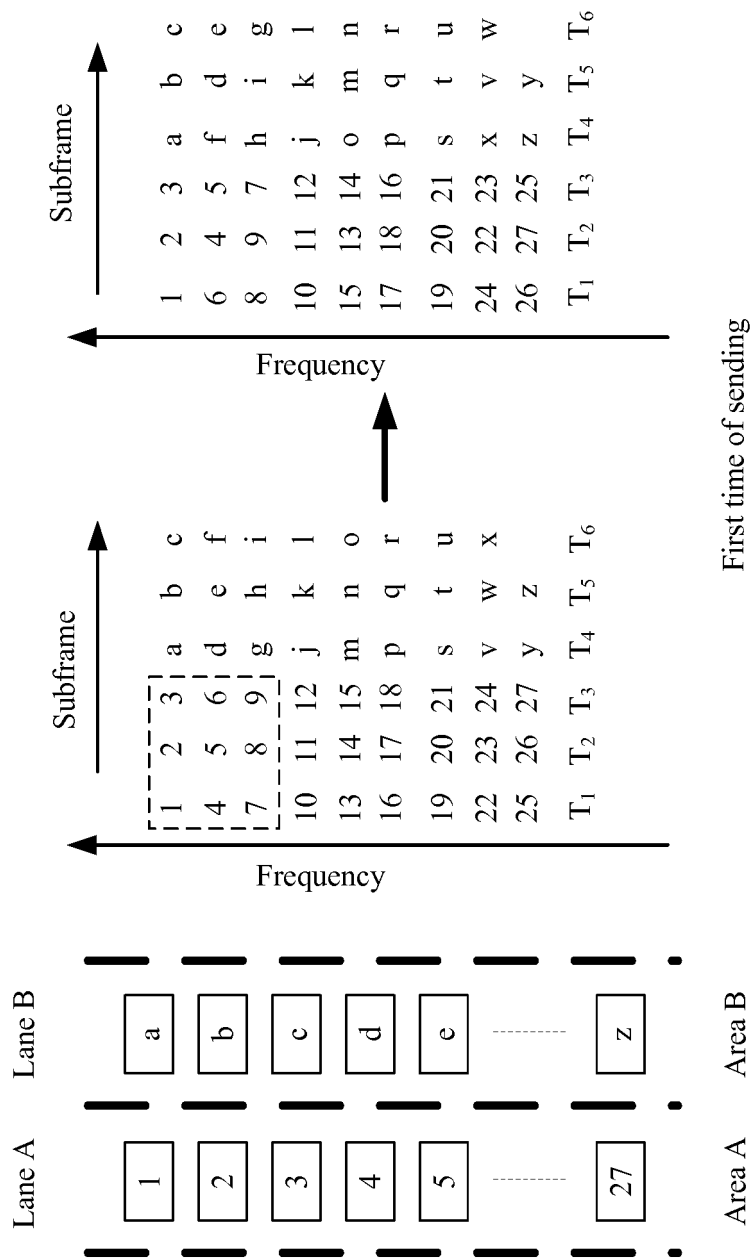 Lane A
Lane B
1
2
3
4
5
27
a
b
c
d
e
z
Area A
Area B
Subframe
Frequency
1 2 3 a b c
4 5 6 d e f
7 8 9 g h i
10 11 12 j k l
13 14 15 m n o
16 17 18 p q r
19 20 21 s t u
22 23 24 v w x
25 26 27 y z
T1 T2 T3 T4 T5 T6
Subframe
Frequency
1 2 3 a b c
6 4 5 f d e
8 9 7 h i g
10 11 12 j k l
15 13 14 o m n
17 18 16 p q r
19 20 21 s t u
24 22 23 x v w
26 27 25 z y
T1 T2 T3 T4 T5 T6
First time of sending